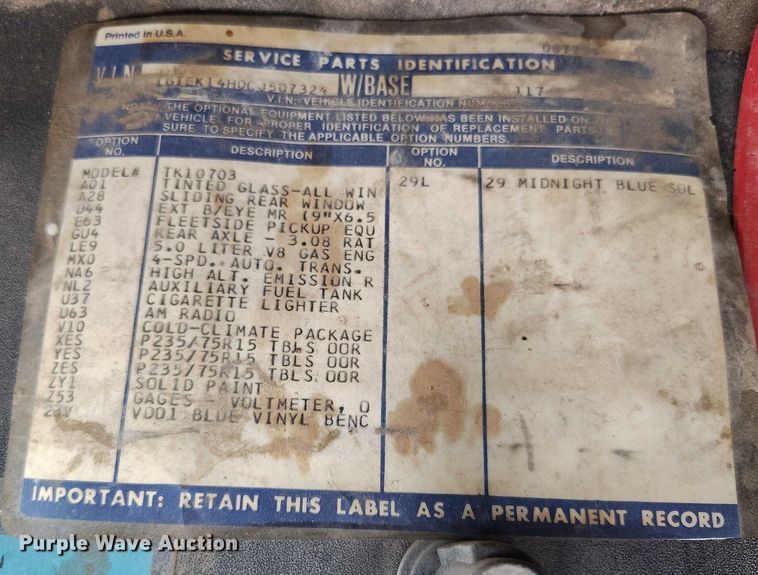 Printed in U.S.A.
SERVICE PARTS IDENTIFICATION
V.I.N. W/BASE 117
V.I.N. VEHICLE IDENTIFICATION
THE OPTIONAL EQUIPMENT LISTED BELOW HAS BEEN INSTALLED ON
VEHICLE. FOR PROPER IDENTIFICATION OF REPLACEMENT PARTS
SURE TO SPECIFY THE APPLICABLE OPTION NUMBERS.
OPTION NO. DESCRIPTION OPTION NO. DESCRIPTION
MODEL# TK10703
A01 TINTED GLASS-ALL WIN 29L 29 MIDNIGHT BLUE SOL
A28 SLIDING REAR WINDOW
D44 EXT B/EYE MR (9"X6.5
E63 FLEETSIDE PICKUP EQU
GU4 REAR AXLE - 3.08 RAT
LE9 5.0 LITER V8 GAS ENG
MX0 4-SPD. AUTO. TRANS.
NA6 HIGH ALT. EMISSION R
NL2 AUXILIARY FUEL TANK
U37 CIGARETTE LIGHTER
U63 AM RADIO
V10 COLD-CLIMATE PACKAGE
XES P235/75R15 TBLS OOR
YES P235/75R15 TBLS OOR
ZES P235/75R15 TBLS OOR
ZY1 SOLID PAINT
Z53 GAGES - VOLTMETER, O
VDD1 BLUE VINYL BENC
IMPORTANT: RETAIN THIS LABEL AS A PERMANENT RECORD
Purple Wave Auction